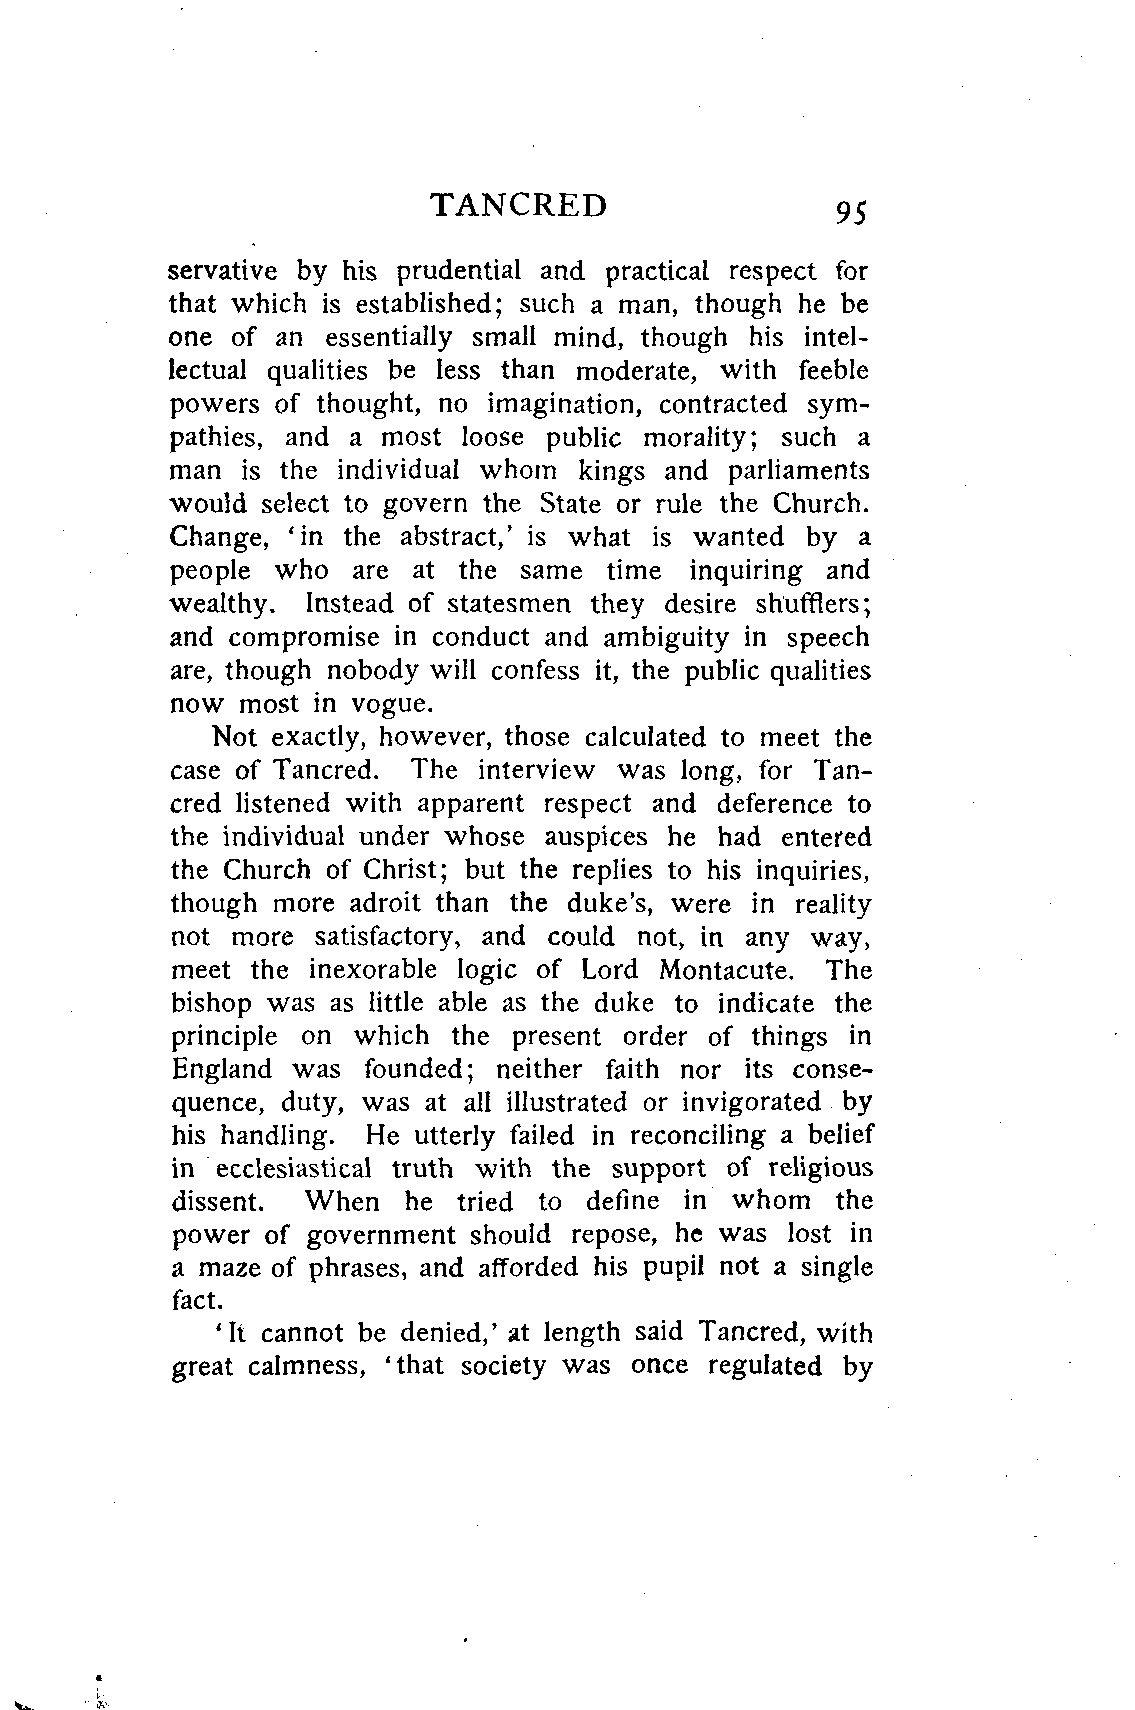 TANCRED 95
servative by his prudential and practical respect for
that which is established; such a man, though he be
one of an essentially small mind, though his intel-
lectual qualities be less than moderate, with feeble
powers of thought, no imagination, contracted sym-
pathies, and a most loose public morality; such a
man is the individual whom kings and parliaments
would select to govern the State or rule the Church.
Change, ‘in the abstract,’ is what is wanted by a
people who are at the same time inquiring and
wealthy. Instead of statesmen they desire shufflers;
and compromise in conduct and ambiguity in speech
are, though nobody will confess it, the public qualities
now most in vogue.
Not exactly, however, those calculated to meet the
case of Tancred. The interview was long, for Tan-
cred listened with apparent respect and deference to
the individual under whose auspices he had entered
the Church of Christ; but the replies to his inquiries,
though more adroit than the duke's, were in reality
not more satisfactory, and could not, in any way,
meet the inexorable logic of Lord Montacute. The
bishop was as little able as the duke to indicate the
principle on which the present order of things in
England was founded; neither faith nor its conse-
quence, duty, was at all illustrated or invigorated by
his handling. He utterly failed in reconciling a belief
in ecclesiastical truth with the support of religious
dissent. When he tried to define in whom the
power of government should repose, he was lost in
a maze of phrases, and afforded his pupil not a single
fact.
‘It cannot be denied,’ at length said Tancred, with
great calmness, ‘that society was once regulated by